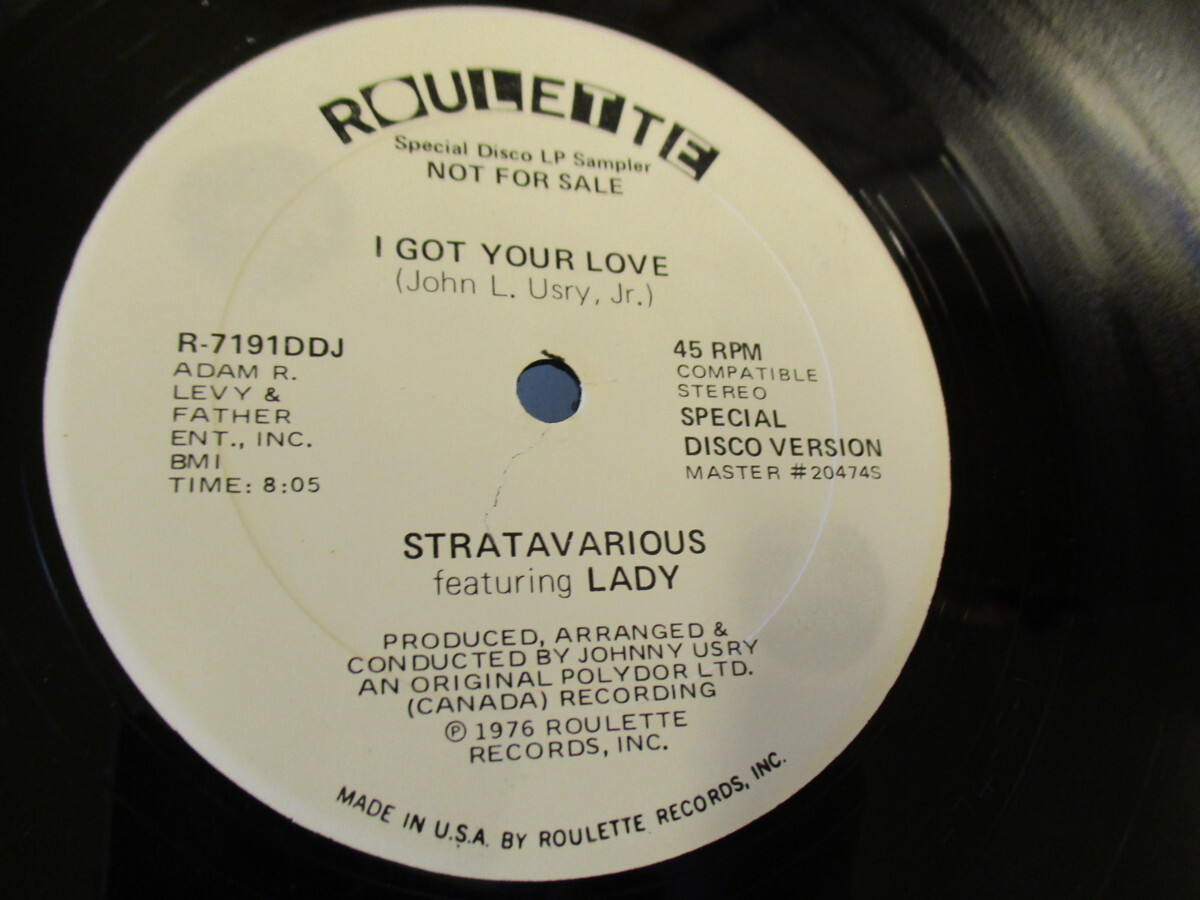 ROULETTE
Special Disco LP Sampler
NOT FOR SALE
I GOT YOUR LOVE
(John L. Usry, Jr.)
R-7191DDJ
ADAM R.
LEVY &
FATHER
ENT., INC.
BMI
TIME: 8:05
45 RPM
COMPATIBLE
STEREO
SPECIAL
DISCO VERSION
MASTER #20474S
STRATAVARIOUS
featuring LADY
PRODUCED, ARRANGED &
CONDUCTED BY JOHNNY USRY
AN ORIGINAL POLYDOR LTD.
(CANADA) RECORDING
℗ 1976 ROULETTE
RECORDS, INC.
MADE IN U.S.A. BY ROULETTE RECORDS, INC.